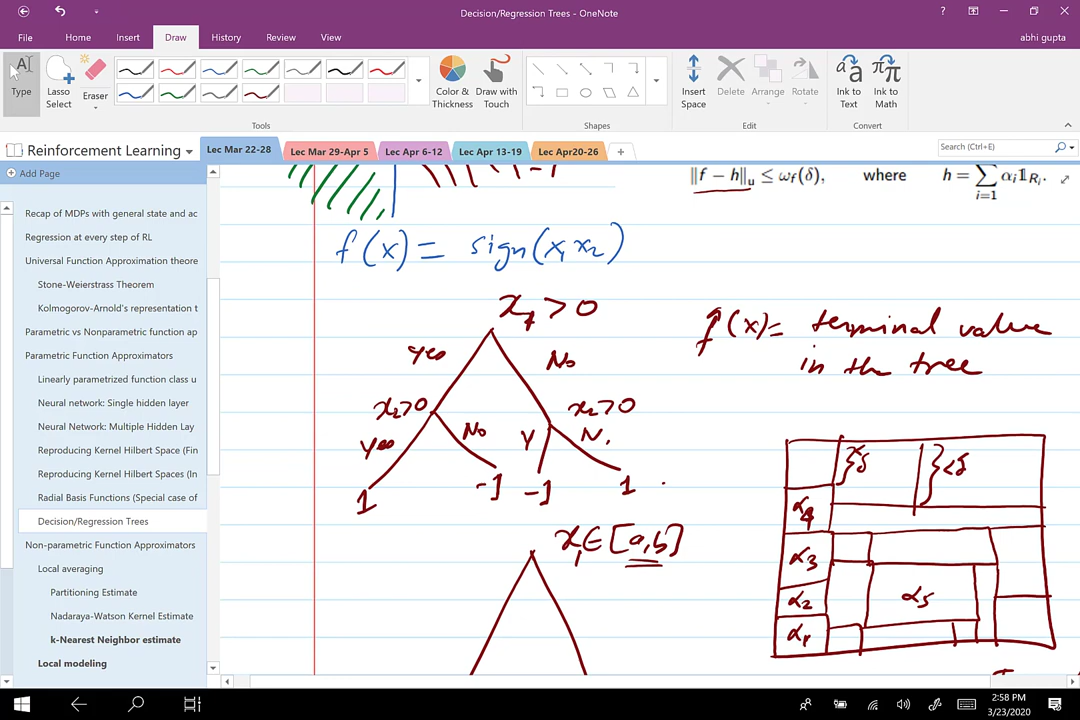 Decision/Regression Trees - OneNote
?
File
Home
Insert
Draw
History
Review
View
abhi gupta
Type
Lasso Select
Eraser
Color & Thickness
Draw with Touch
Insert Space
Delete
Arrange
Rotate
Ink to Text
Ink to Math
Tools
Shapes
Edit
Convert
Reinforcement Learning
Lec Mar 22-28
Lec Mar 29-Apr 5
Lec Apr 6-12
Lec Apr 13-19
Lec Apr20-26
+
Search (Ctrl+E)
Add Page
Recap of MDPs with general state and ac
Regression at every step of RL
Universal Function Approximation theore
Stone-Weierstrass Theorem
Kolmogorov-Arnold's representation t
Parametric vs Nonparametric function ap
Parametric Function Approximators
Linearly parametrized function class u
Neural network: Single hidden layer
Neural Network: Multiple Hidden Lay
Reproducing Kernel Hilbert Spaces (Fin
Reproducing Kernel Hilbert Spaces (In
Radial Basis Functions (Special case of
Decision/Regression Trees
Non-parametric Function Approximators
Local averaging
Partitioning Estimate
Nadaraya-Watson Kernel Estimate
k-Nearest Neighbor estimate
Local modeling
‖f − h‖u ≤ ωf(δ), where h = ∑ i=1 αi𝟙Ri.
f(x) = sign(x1 x2)
x1 > 0
yes No
x2>0 x2>0
yes No Y N.
1 -1 -1 1
x1 ∈ [a,b]
f(x)= terminal value
in the tree
}<δ }<δ
α4
α3
α2 α5
α1
2:58 PM
3/23/2020